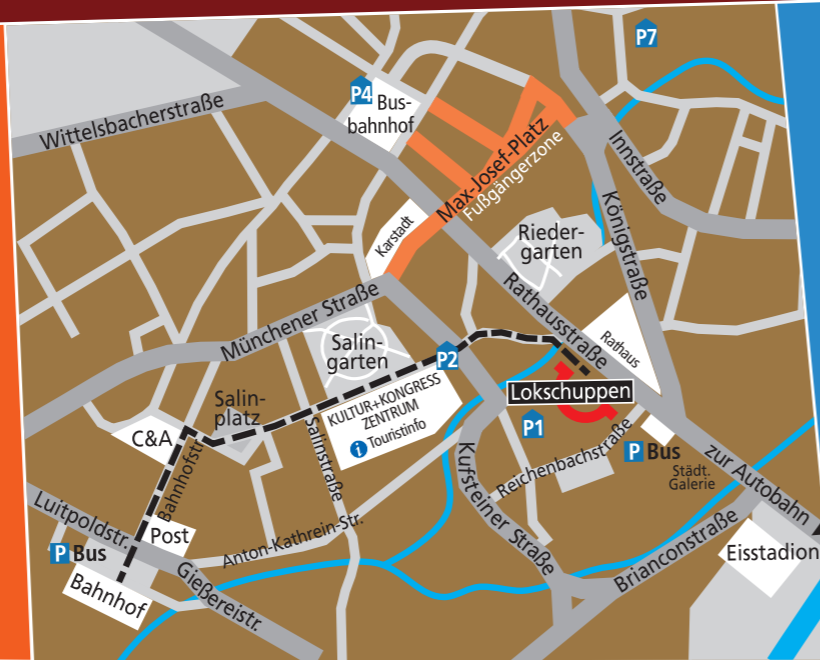 P7
P4
Bus-
bahnhof
Wittelsbacherstraße
Max-Josef-Platz
Fußgängerzone
Innstraße
Karstadt
Königstraße
Rieder-
garten
Münchener Straße
Rathausstraße
Rathaus
Salin-
garten
P2
Lokschuppen
KULTUR+KONGRESS
ZENTRUM
i Touristinfo
Salin-
platz
P1
C&A
Salinstraße
Reichenbachstraße
P Bus
Städt.
Galerie
zur Autobahn
Bahnhofstr.
Kufsteiner Straße
Luitpoldstr.
Post
Anton-Kathrein-Str.
P Bus
Bahnhof
Gießereistr.
Brianconstraße
Eisstadion